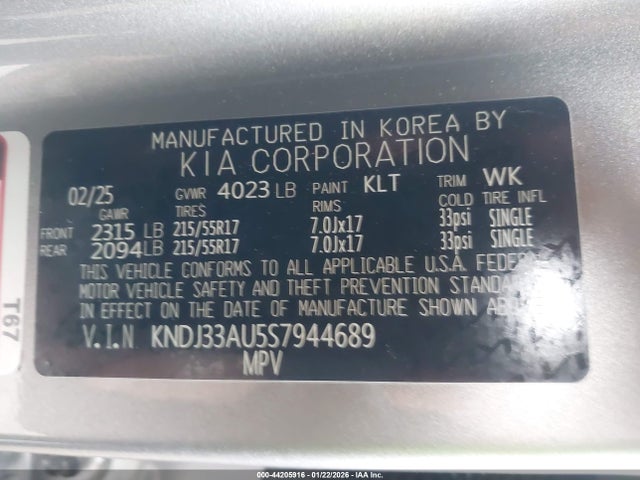 MANUFACTURED IN KOREA BY
KIA CORPORATION
02/25 GVWR 4023 LB PAINT KLT TRIM WK
GAWR TIRES RIMS COLD TIRE INFL
FRONT 2315 LB 215/55R17 7.0Jx17 33psi SINGLE
REAR 2094 LB 215/55R17 7.0Jx17 33psi SINGLE
THIS VEHICLE CONFORMS TO ALL APPLICABLE U.S.A. FEDE
MOTOR VEHICLE SAFETY AND THEFT PREVENTION STANDA
IN EFFECT ON THE DATE OF MANUFACTURE SHOWN AB
V.I.N KNDJ33AU5S7944689
MPV
T67
000-44205916 - 01/22/2026 - IAA Inc.